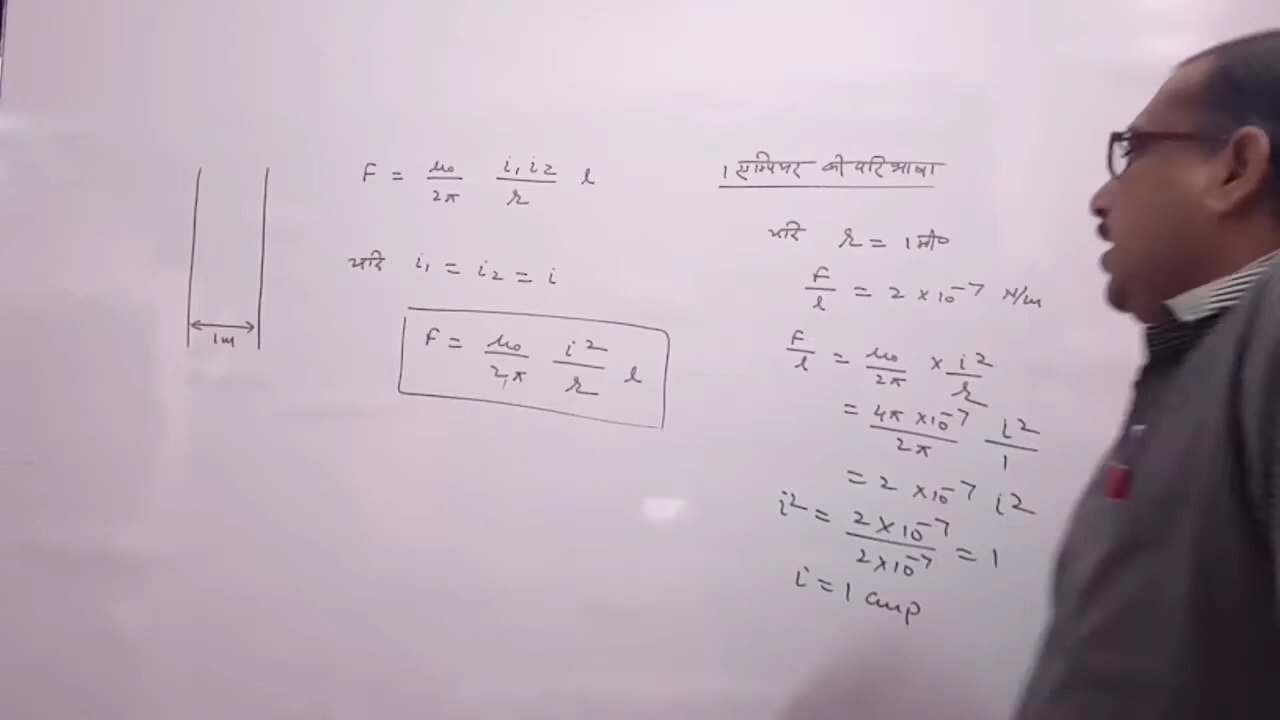 1m
F = μ₀/2π i₁ i₂/r l
यदि i₁ = i₂ = i
F = μ₀/2π i²/r l
1 एम्पियर की परिभाषा
यदि r = 1 मी०
F/l = 2 × 10⁻⁷ N/m
F/l = μ₀/2π × i²/r
= 4π × 10⁻⁷/2π i²/1
= 2 × 10⁻⁷ i²
i² = 2 × 10⁻⁷/2 × 10⁻⁷ = 1
i = 1 amp